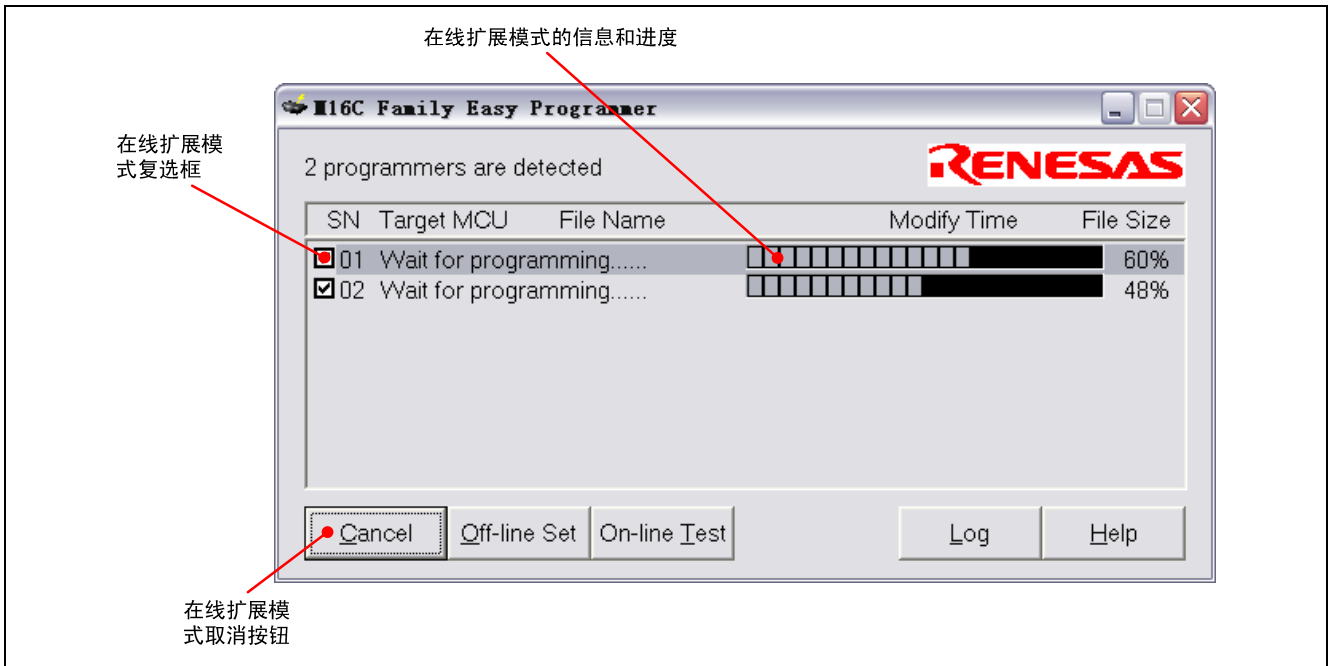 在线扩展模式的信息和进度
M16C Family Easy Programmer
在线扩展模
式复选框
2 programmers are detected
RENESAS
SN Target MCU File Name Modify Time File Size
01 Wait for programming...... 60%
02 Wait for programming...... 48%
Cancel Off-line Set On-line Test Log Help
在线扩展模
式取消按钮